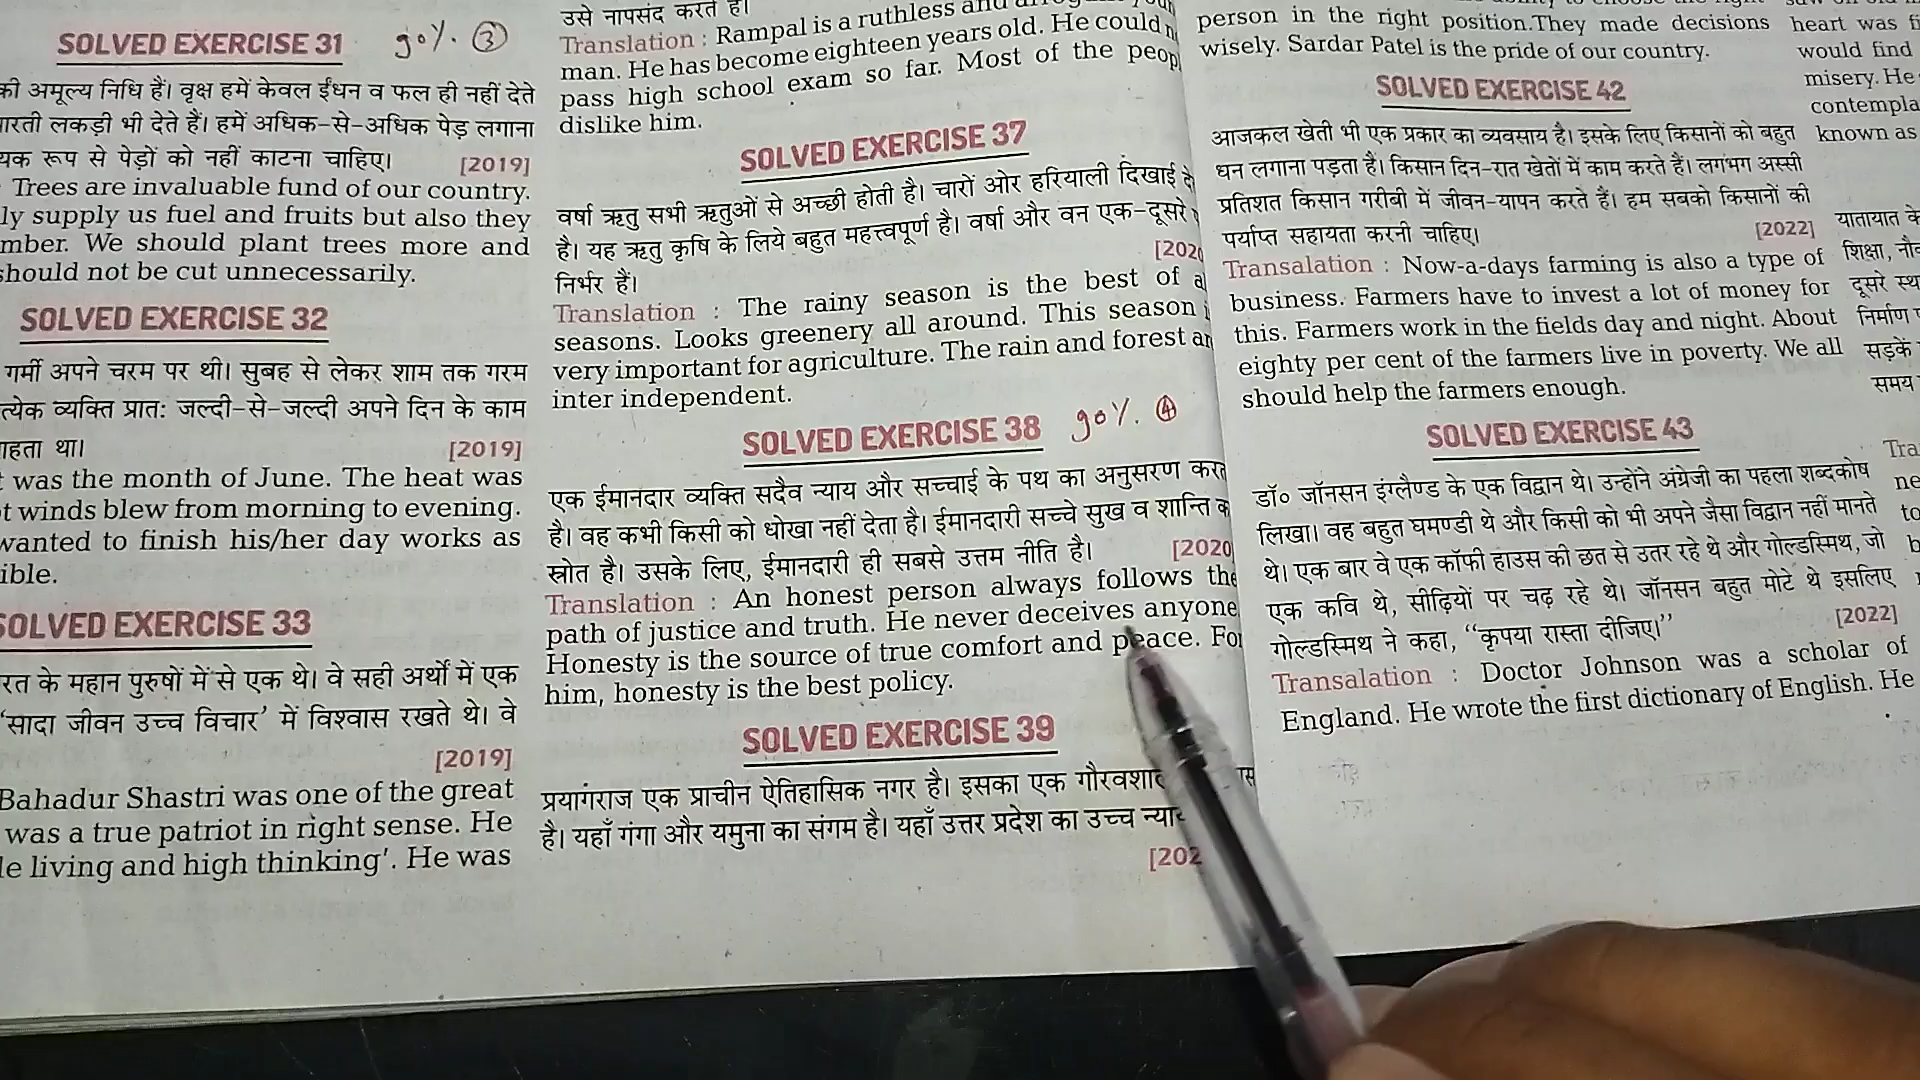 SOLVED EXERCISE 31 90%. ③
की अमूल्य निधि हैं। वृक्ष हमें केवल ईंधन व फल ही नहीं देते
लकड़ी भी देते हैं। हमें अधिक-से-अधिक पेड़ लगाना
रूप से पेड़ों को नहीं काटना चाहिए। [2019]
Trees are invaluable fund of our country.
ly supply us fuel and fruits but also they
mber. We should plant trees more and
should not be cut unnecessarily.
SOLVED EXERCISE 32
गर्मी अपने चरम पर थी। सुबह से लेकर शाम तक गरम
त्येक व्यक्ति प्रात: जल्दी-से-जल्दी अपने दिन के काम
हता था।
[2019]
was the month of June. The heat was
t winds blew from morning to evening.
wanted to finish his/her day works as
ible.
SOLVED EXERCISE 33
रत के महान पुरुषों में से एक थे। वे सही अर्थों में एक
'सादा जीवन उच्च विचार' में विश्वास रखते थे। वे
[2019]
Bahadur Shastri was one of the great
was a true patriot in right sense. He
le living and high thinking'. He was
उसे नापसंद करते हैं।
Translation : Rampal is a ruthless and
man. He has become eighteen years old. He could n
pass high school exam so far. Most of the peop
dislike him.
SOLVED EXERCISE 37
वर्षा ऋतु सभी ऋतुओं से अच्छी होती है। चारों ओर हरियाली दिखाई दे
है। यह ऋतु कृषि के लिये बहुत महत्त्वपूर्ण है। वर्षा और वन एक-दूसरे
निर्भर हैं। [2020
Translation : The rainy season is the best of a
seasons. Looks greenery all around. This season i
very important for agriculture. The rain and forest ar
inter independent.
SOLVED EXERCISE 38 90%. ④
एक ईमानदार व्यक्ति सदैव न्याय और सच्चाई के पथ का अनुसरण करत
है। वह कभी किसी को धोखा नहीं देता है। ईमानदारी सच्चे सुख व शान्ति क
स्रोत है। उसके लिए, ईमानदारी ही सबसे उत्तम नीति है। [2020
Translation : An honest person always follows the
path of justice and truth. He never deceives anyone
Honesty is the source of true comfort and peace. For
him, honesty is the best policy.
SOLVED EXERCISE 39
प्रयागराज एक प्राचीन ऐतिहासिक नगर है। इसका एक गौरवशा
है। यहाँ गंगा और यमुना का संगम है। यहाँ उत्तर प्रदेश का उच्च न्या
[202
person in the right position.They made decisions
wisely. Sardar Patel is the pride of our country.
SOLVED EXERCISE 42
आजकल खेती भी एक प्रकार का व्यवसाय है। इसके लिए किसानों को बहुत
धन लगाना पड़ता है। किसान दिन-रात खेतों में काम करते हैं। लगभग अस्सी
प्रतिशत किसान गरीबी में जीवन-यापन करते हैं। हम सबको किसानों की
पर्याप्त सहायता करनी चाहिए। [2022]
Transalation : Now-a-days farming is also a type of
business. Farmers have to invest a lot of money for
this. Farmers work in the fields day and night. About
eighty per cent of the farmers live in poverty. We all
should help the farmers enough.
SOLVED EXERCISE 43
डॉ० जॉनसन इंग्लैण्ड के एक विद्वान थे। उन्होंने अंग्रेजी का पहला शब्दकोष
लिखा। वह बहुत घमण्डी थे और किसी को भी अपने जैसा विद्वान नहीं मानते
थे। एक बार वे एक कॉफी हाउस की छत से उतर रहे थे और गोल्डस्मिथ, जो
एक कवि थे, सीढ़ियों पर चढ़ रहे थे। जॉनसन बहुत मोटे थे इसलिए
गोल्डस्मिथ ने कहा, "कृपया रास्ता दीजिए।" [2022]
Transalation : Doctor Johnson was a scholar of
England. He wrote the first dictionary of English. He
heart was fi
would find
misery. He
contempla
known as
यातायात के
शिक्षा, नौक
दूसरे स्थ
निर्माण
सड़कें
समय
Tra
ne
to
b